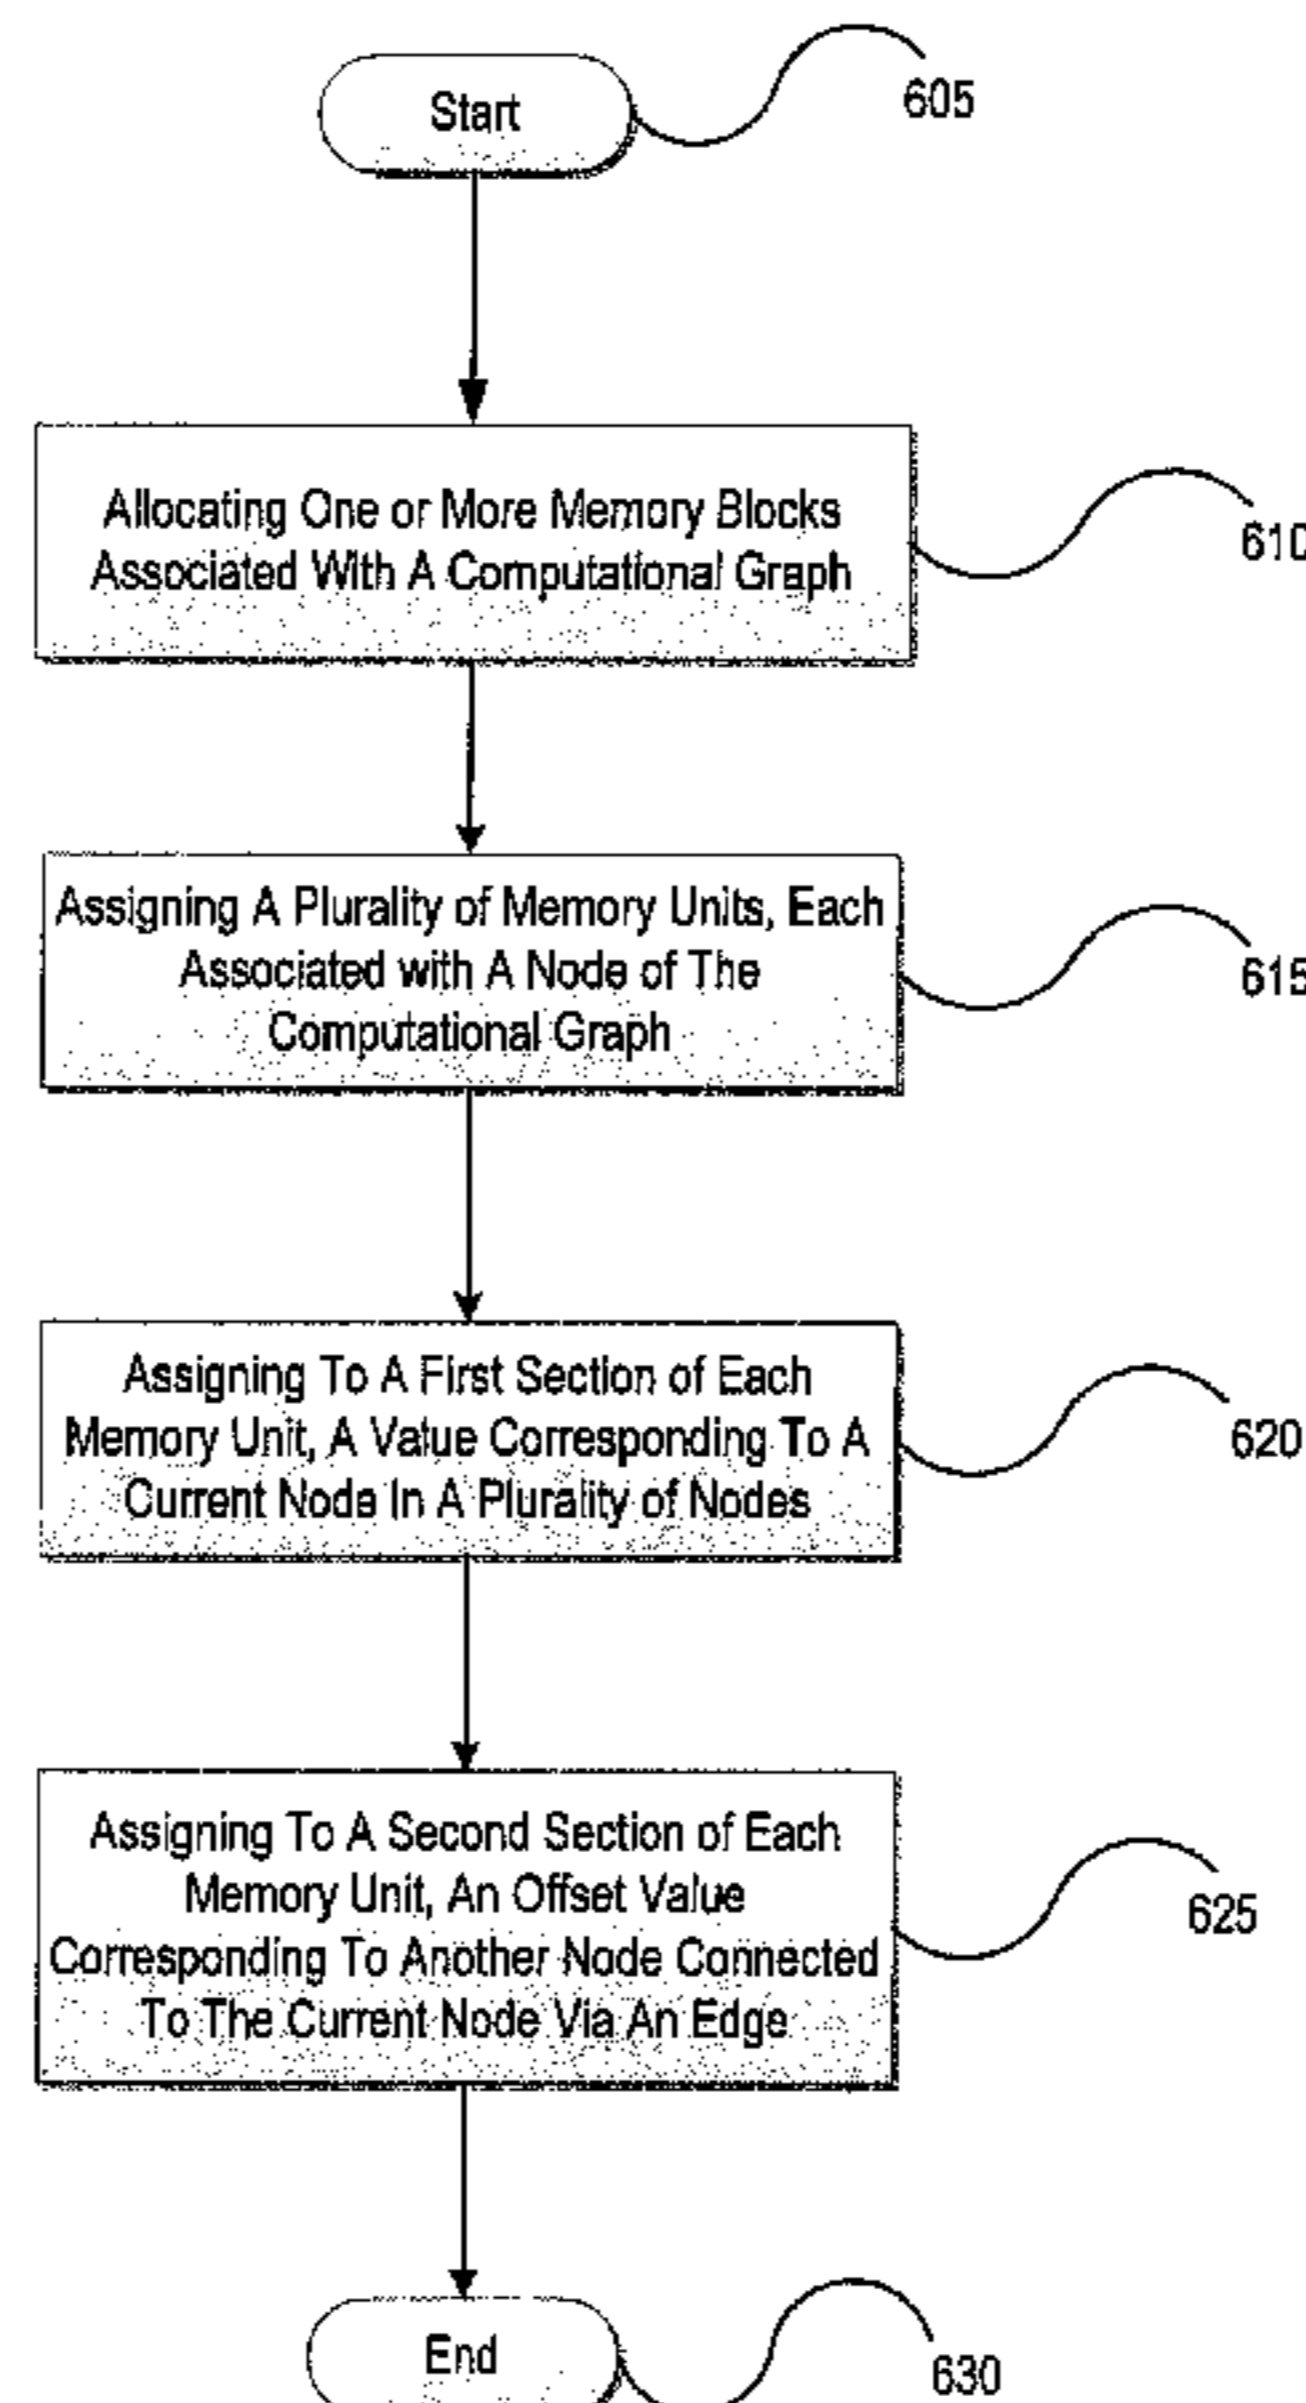 Start
605
Allocating One or More Memory Blocks
Associated With A Computational Graph
610
Assigning A Plurality of Memory Units, Each
Associated with A Node of The
Computational Graph
615
Assigning To A First Section of Each
Memory Unit, A Value Corresponding To A
Current Node In A Plurality of Nodes
620
Assigning To A Second Section of Each
Memory Unit, An Offset Value
Corresponding To Another Node Connected
To The Current Node Via An Edge
625
End
630